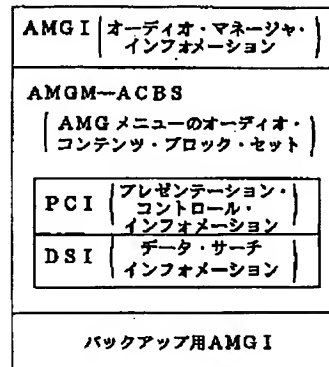 AMGI(オーディオ・マネージャ・
インフォメーション)
AMGM—ACBS
(AMGメニューのオーディオ・
コンテンツ・ブロック・セット)
PCI(プレゼンテーション・
コントロール・
インフォメーション)
DSI(データ・サーチ
インフォメーション)
バックアップ用AMGI